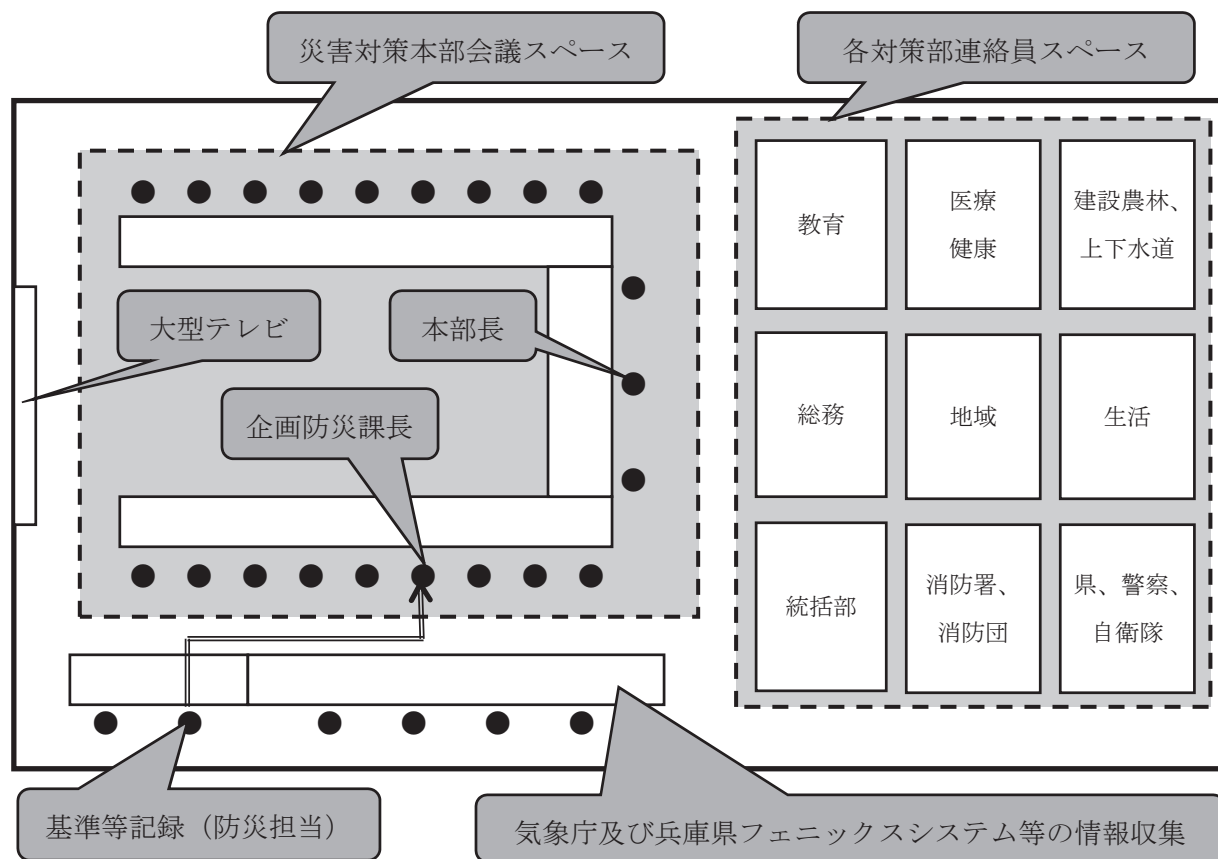 災害対策本部会議スペース
各対策部連絡員スペース
教育
医療
健康
建設農林、
上下水道
大型テレビ
本部長
企画防災課長
総務
地域
生活
統括部
消防署、
消防団
県、警察、
自衛隊
基準等記録（防災担当）
気象庁及び兵庫県フェニックスシステム等の情報収集